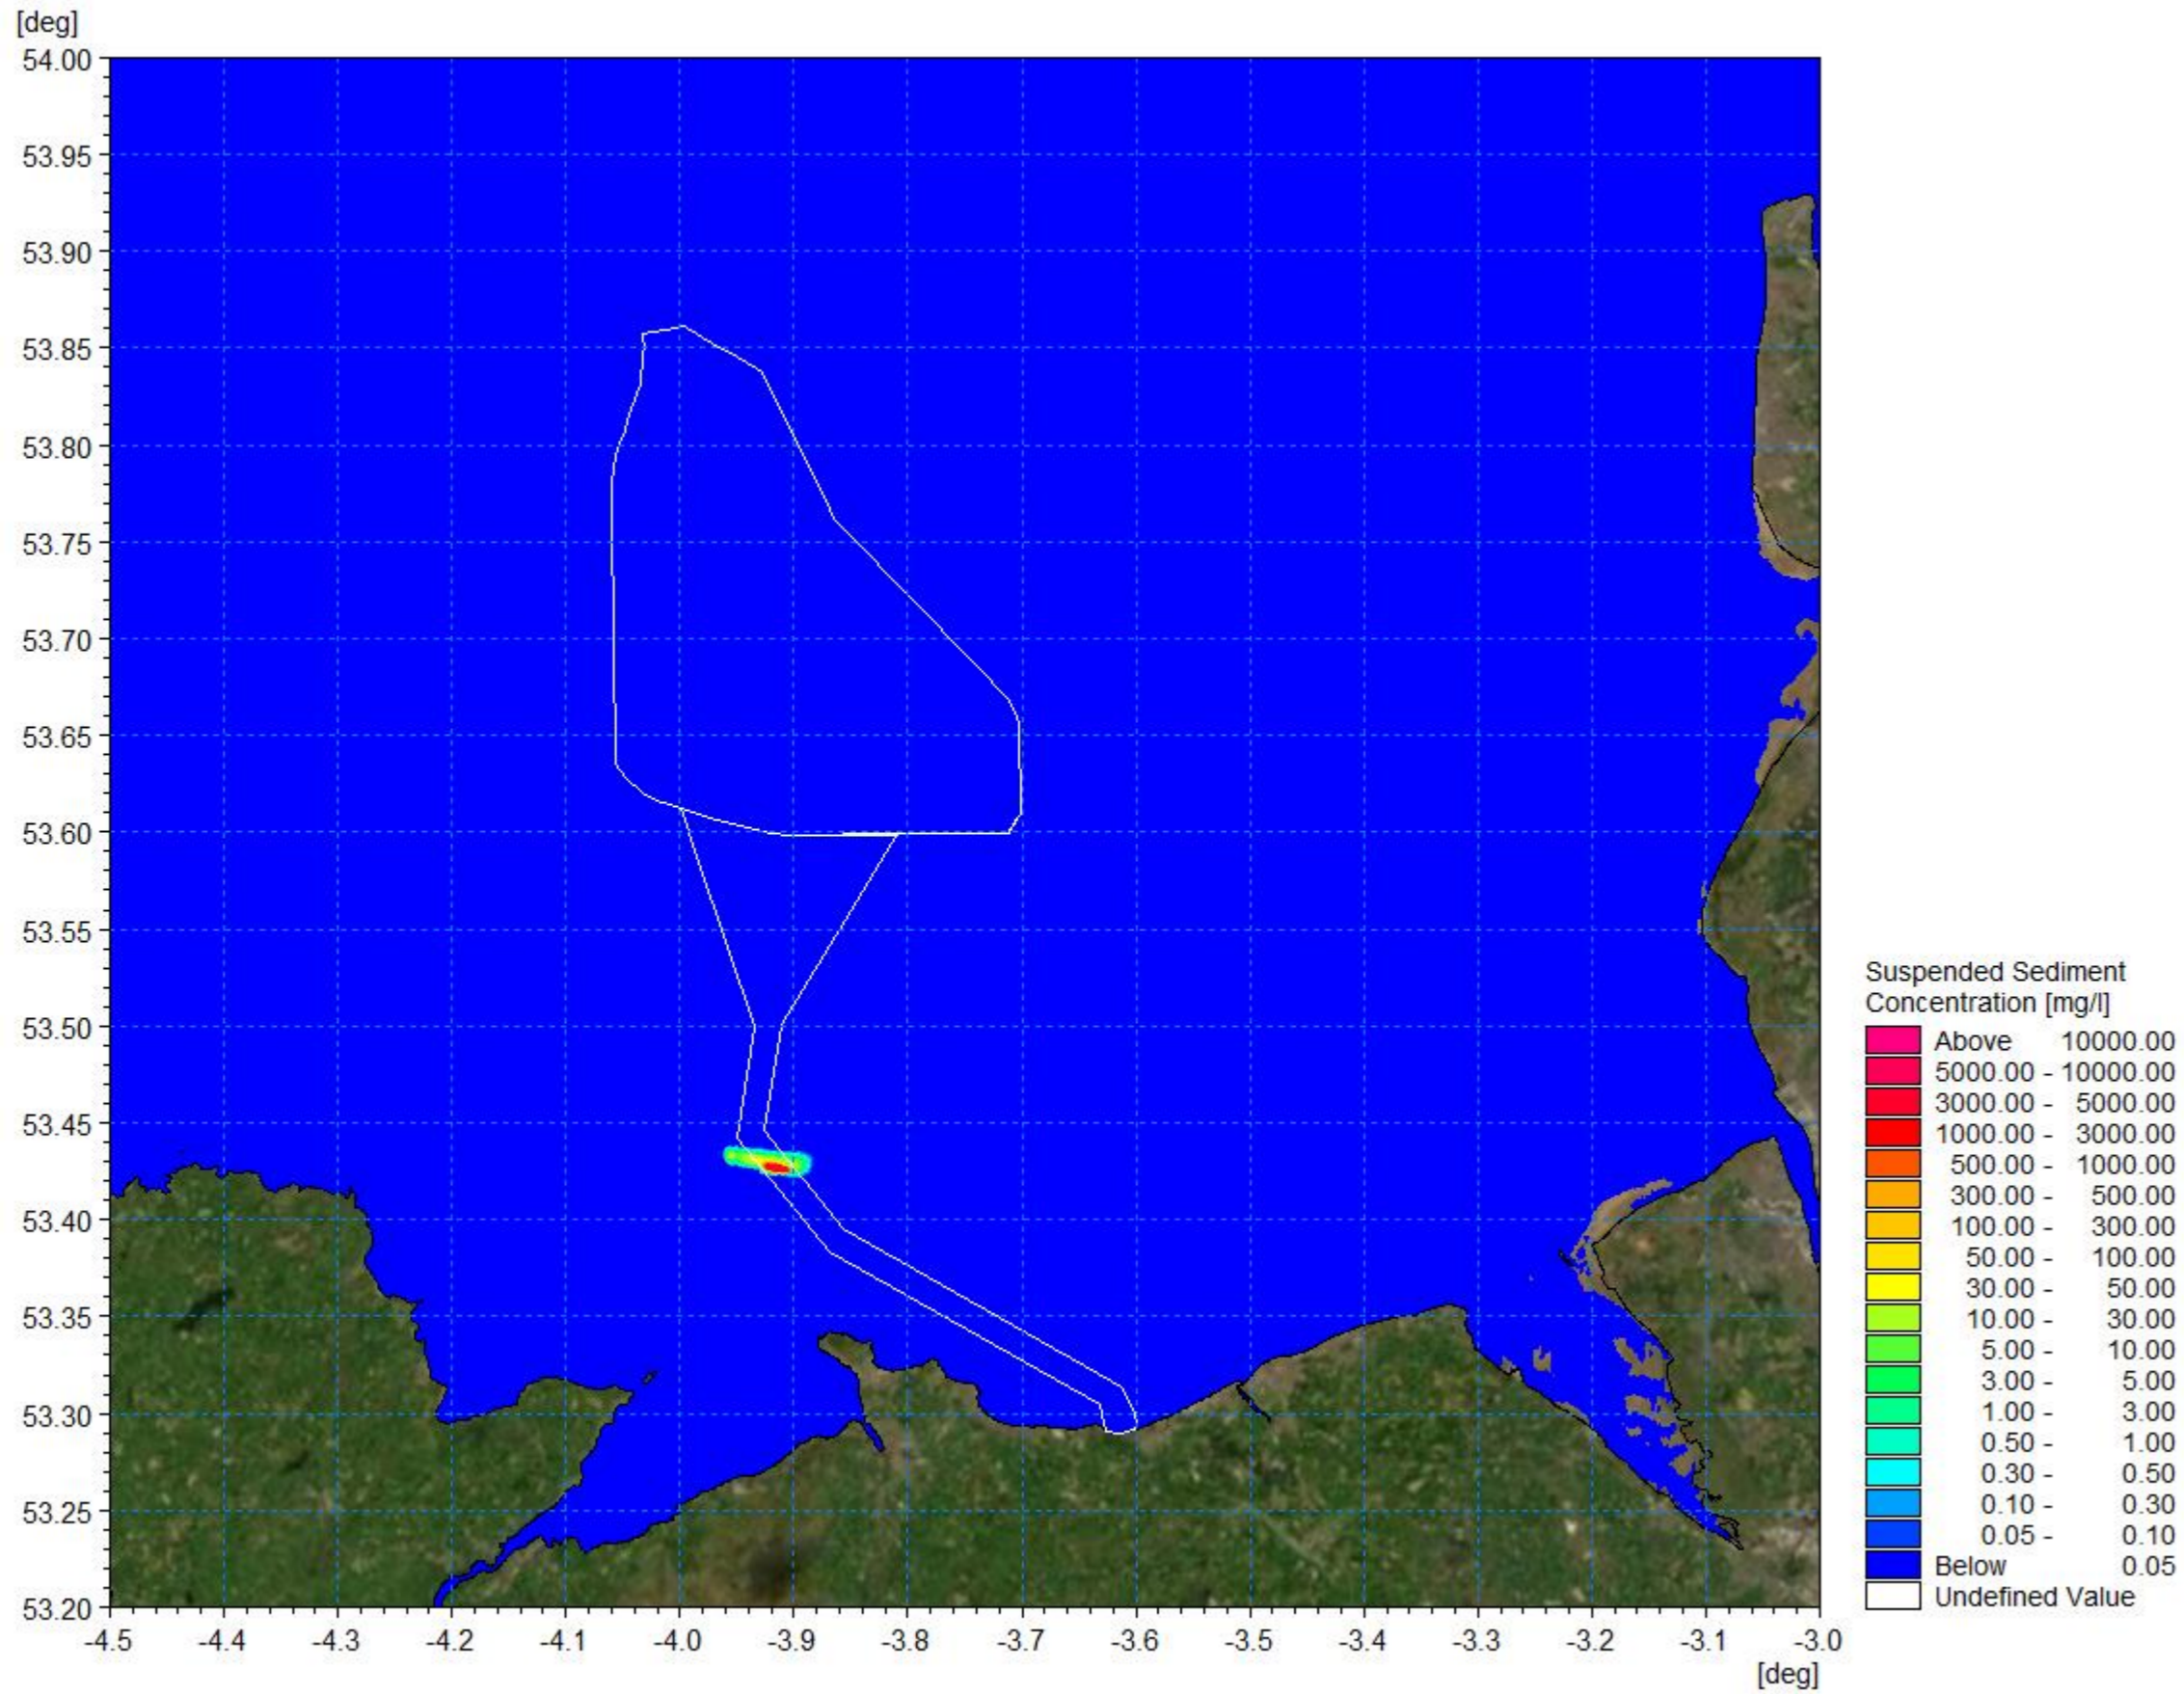 [deg]
54.00
53.95
53.90
53.85
53.80
53.75
53.70
53.65
53.60
53.55
53.50
53.45
53.40
53.35
53.30
53.25
53.20
-4.5 -4.4 -4.3 -4.2 -4.1 -4.0 -3.9 -3.8 -3.7 -3.6 -3.5 -3.4 -3.3 -3.2 -3.1 -3.0
[deg]
Suspended Sediment
Concentration [mg/l]
Above 10000.00
5000.00 - 10000.00
3000.00 - 5000.00
1000.00 - 3000.00
500.00 - 1000.00
300.00 - 500.00
100.00 - 300.00
50.00 - 100.00
30.00 - 50.00
10.00 - 30.00
5.00 - 10.00
3.00 - 5.00
1.00 - 3.00
0.50 - 1.00
0.30 - 0.50
0.10 - 0.30
0.05 - 0.10
Below 0.05
Undefined Value